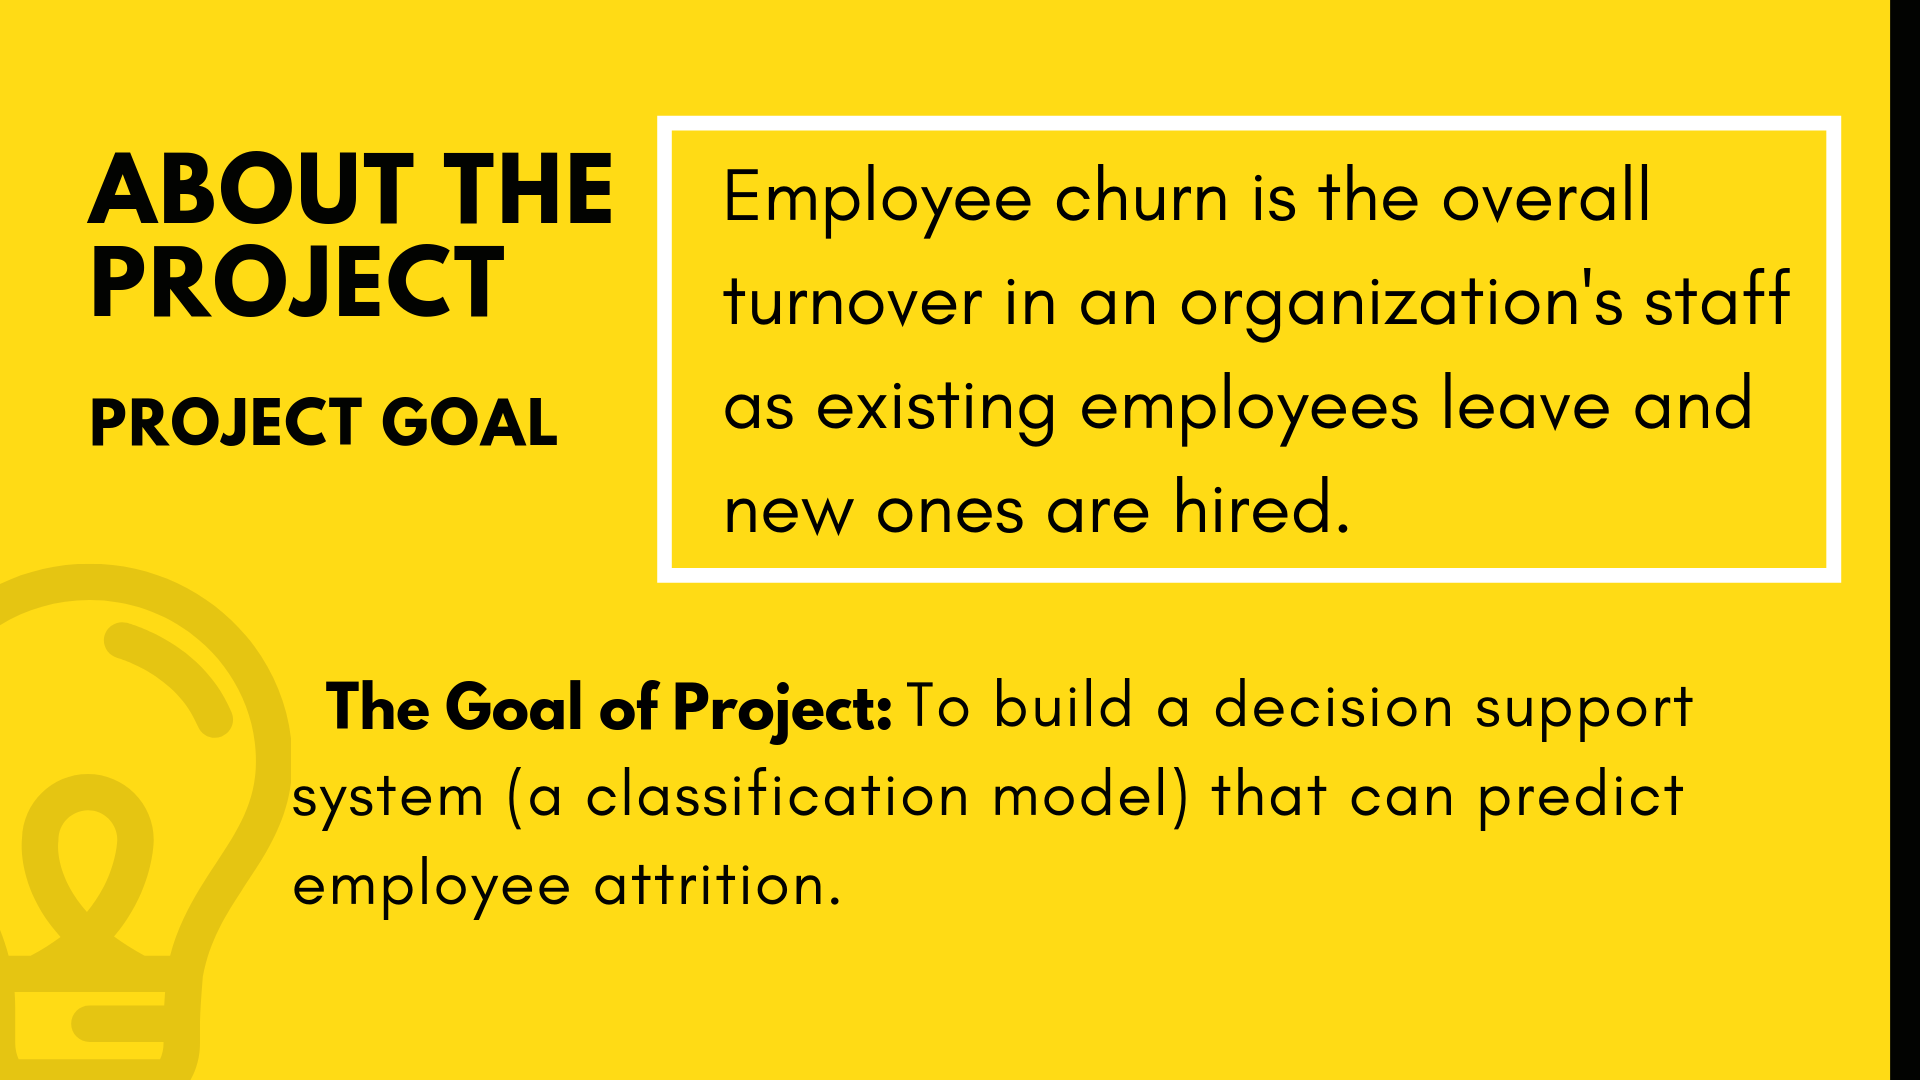 ABOUT THE
PROJECT
PROJECT GOAL
Employee churn is the overall
turnover in an organization's staff
as existing employees leave and
new ones are hired.
The Goal of Project: To build a decision support
system (a classification model) that can predict
employee attrition.